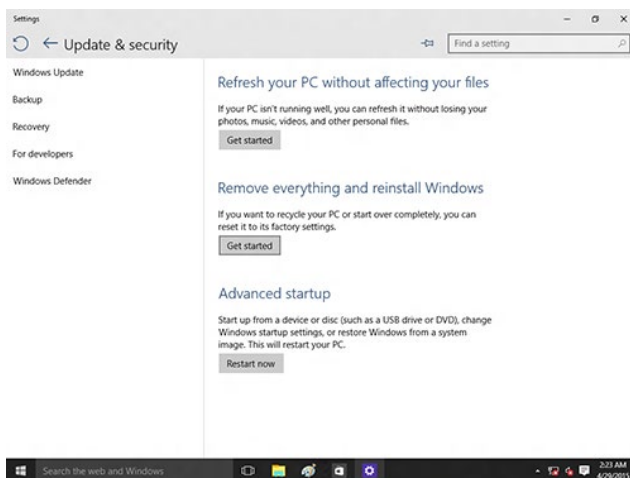 Settings
Update & security
Find a setting
Windows Update
Backup
Recovery
For developers
Windows Defender
Refresh your PC without affecting your files
If your PC isn't running well, you can refresh it without losing your
photos, music, videos, and other personal files.
Get started
Remove everything and reinstall Windows
If you want to recycle your PC or start over completely, you can
reset it to its factory settings.
Get started
Advanced startup
Start up from a device or disc (such as a USB drive or DVD), change
Windows startup settings, or restore Windows from a system
image. This will restart your PC.
Restart now
Search the web and Windows
2:23 AM
4/29/2015